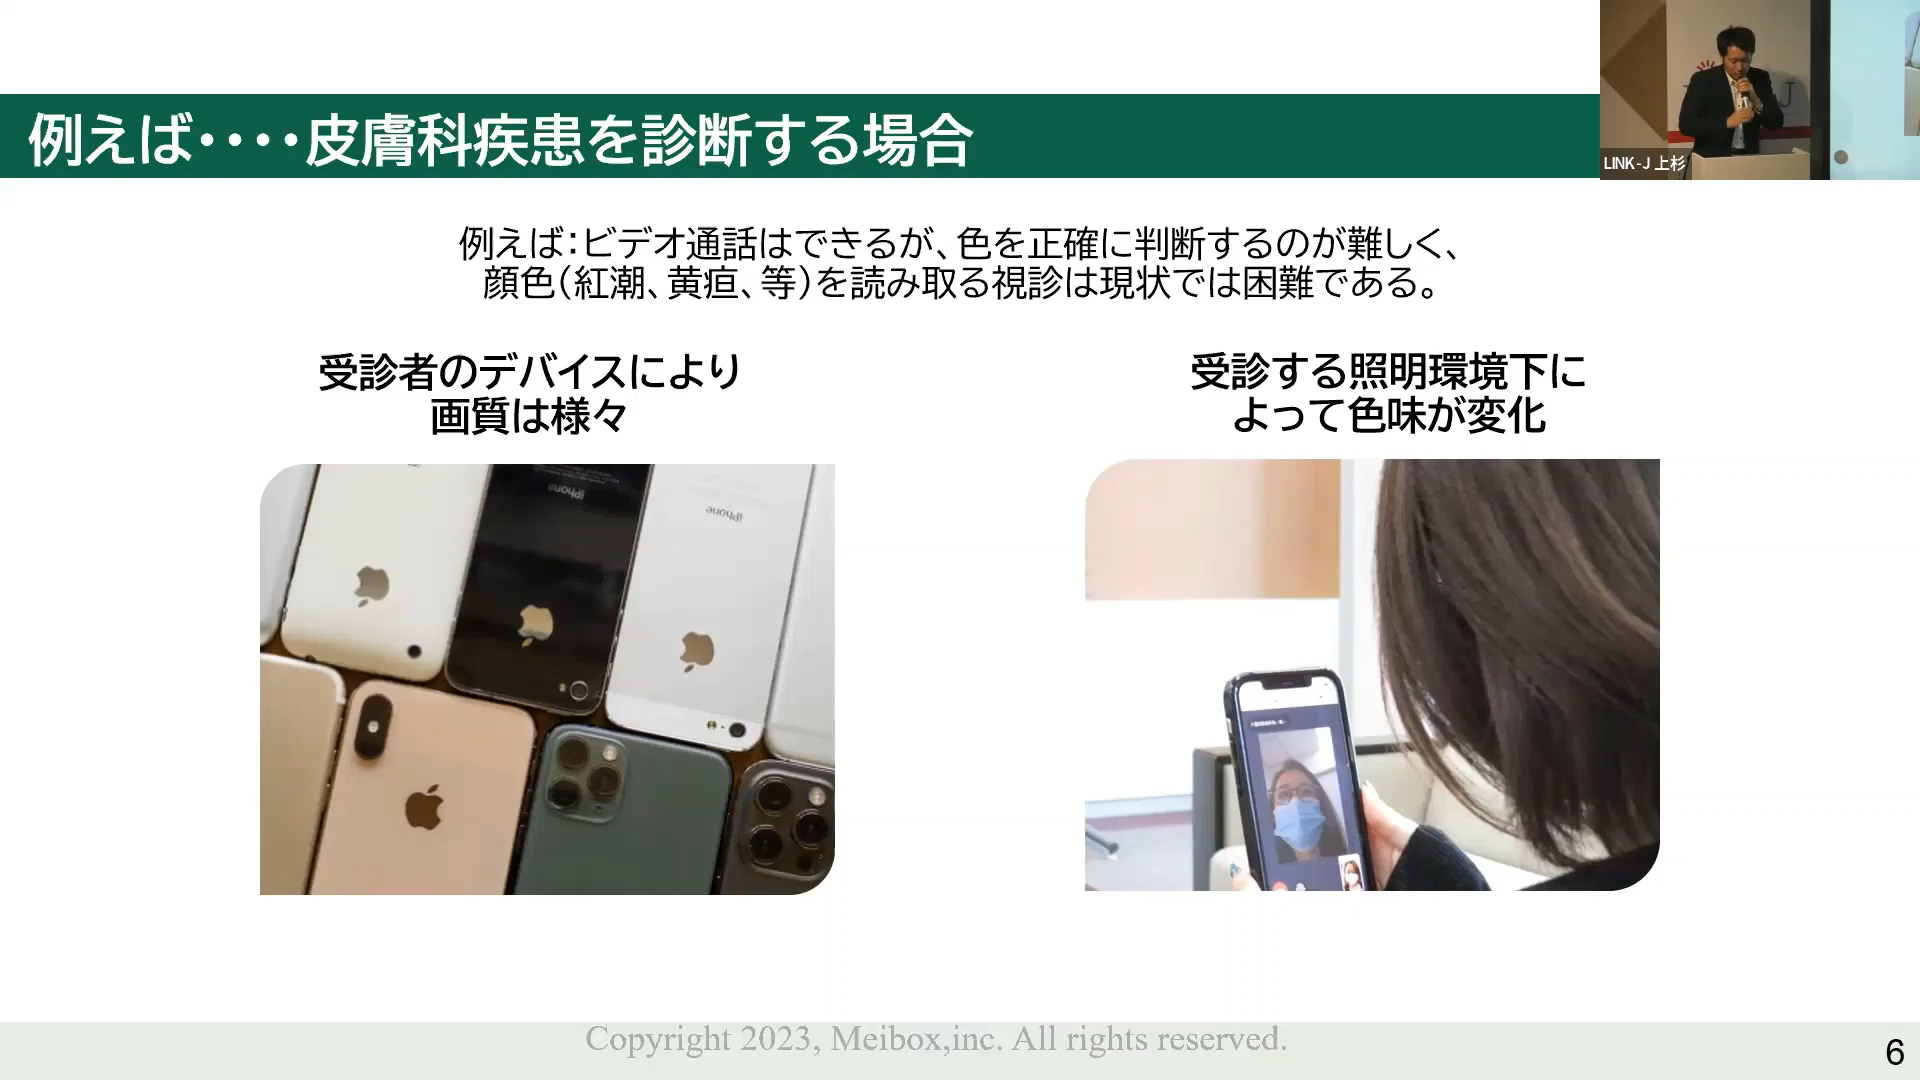 例えば・・・・皮膚科疾患を診断する場合
LINK-J 上杉
例えば：ビデオ通話はできるが、色を正確に判断するのが難しく、
顔色（紅潮、黄疸、等）を読み取る視診は現状では困難である。
受診者のデバイスにより
画質は様々
受診する照明環境下に
よって色味が変化
iPhone
iPhone
Copyright 2023, Meibox,inc. All rights reserved.
6